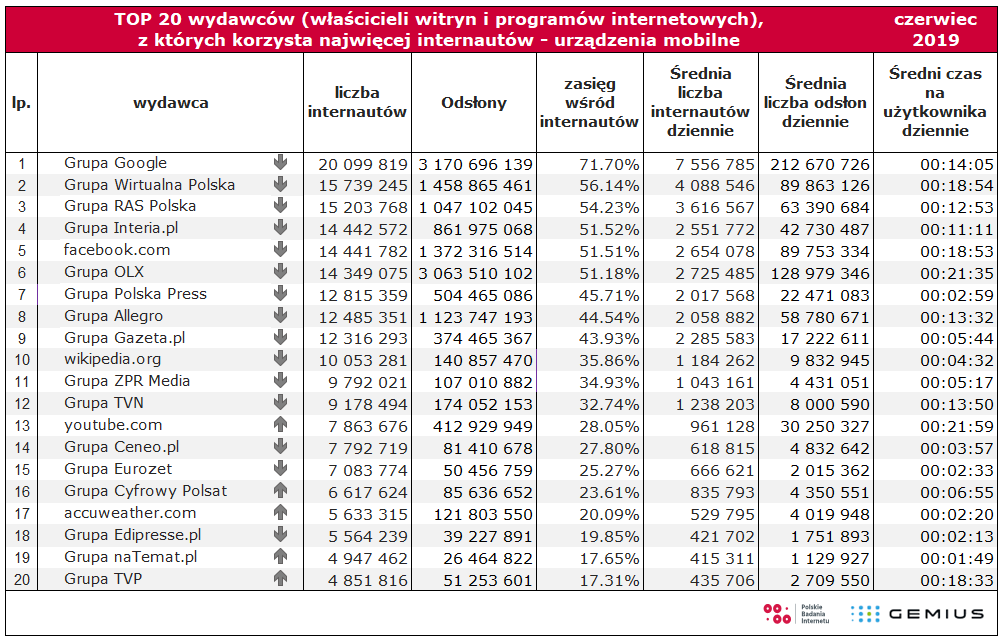 TOP 20 wydawców (właścicieli witryn i programów internetowych), czerwiec
z których korzysta najwięcej internautów - urządzenia mobilne 2019
lp. wydawca liczba internautów Odsłony zasięg wśród internautów Średnia liczba internautów dziennie Średnia liczba odsłon dziennie Średni czas na użytkownika dziennie
1 Grupa Google 20 099 819 3 170 696 139 71.70% 7 556 785 212 670 726 00:14:05
2 Grupa Wirtualna Polska 15 739 245 1 458 865 461 56.14% 4 088 546 89 863 126 00:18:54
3 Grupa RAS Polska 15 203 768 1 047 102 045 54.23% 3 616 567 63 390 684 00:12:53
4 Grupa Interia.pl 14 442 572 861 975 068 51.52% 2 551 772 42 730 487 00:11:11
5 facebook.com 14 441 782 1 372 316 514 51.51% 2 654 078 89 753 334 00:18:53
6 Grupa OLX 14 349 075 3 063 510 102 51.18% 2 725 485 128 979 346 00:21:35
7 Grupa Polska Press 12 815 359 504 465 086 45.71% 2 017 568 22 471 083 00:02:59
8 Grupa Allegro 12 485 351 1 123 747 193 44.54% 2 058 882 58 780 671 00:13:32
9 Grupa Gazeta.pl 12 316 293 374 465 367 43.93% 2 285 583 17 222 611 00:05:44
10 wikipedia.org 10 053 281 140 857 470 35.86% 1 184 262 9 832 945 00:04:32
11 Grupa ZPR Media 9 792 021 107 010 882 34.93% 1 043 161 4 431 051 00:05:17
12 Grupa TVN 9 178 494 174 052 153 32.74% 1 238 203 8 000 590 00:13:50
13 youtube.com 7 863 676 412 929 949 28.05% 961 128 30 250 327 00:21:59
14 Grupa Ceneo.pl 7 792 719 81 410 678 27.80% 618 815 4 832 642 00:03:57
15 Grupa Eurozet 7 083 774 50 456 759 25.27% 666 621 2 015 362 00:02:33
16 Grupa Cyfrowy Polsat 6 617 624 85 636 652 23.61% 835 793 4 350 551 00:06:55
17 accuweather.com 5 633 315 121 803 550 20.09% 529 795 4 019 948 00:02:20
18 Grupa Edipresse.pl 5 564 239 39 227 891 19.85% 421 702 1 751 893 00:02:13
19 Grupa naTemat.pl 4 947 462 26 464 822 17.65% 415 311 1 129 927 00:01:49
20 Grupa TVP 4 851 816 51 253 601 17.31% 435 706 2 709 550 00:18:33
Polskie
Badania
Internetu
GEMIUS